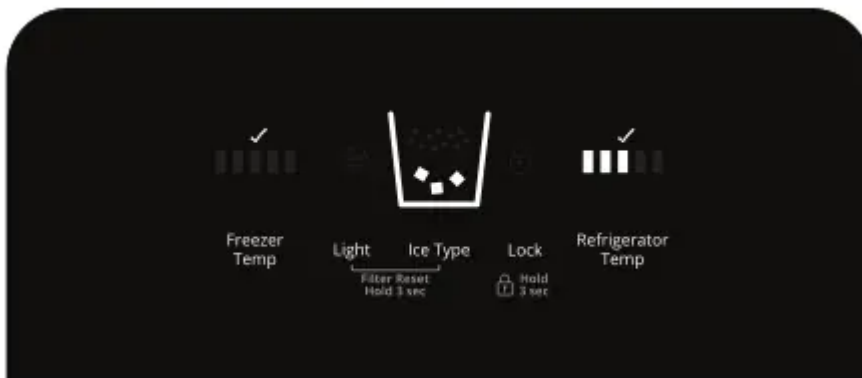 Freezer
Temp
Light
Ice Type
Lock
Refrigerator
Temp
Filter Reset
Hold 3 sec
Hold
3 sec